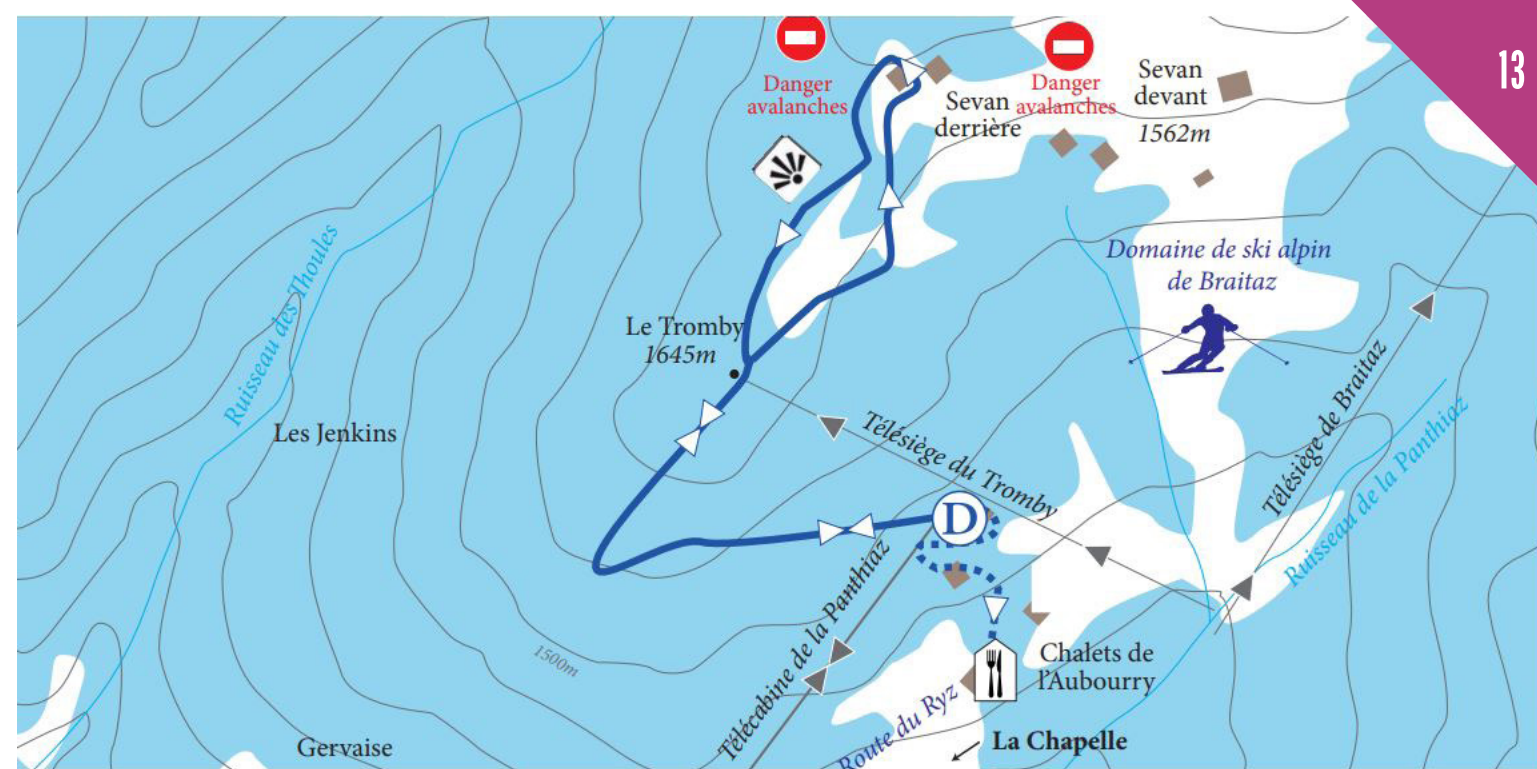 13
Danger
avalanches
Danger
avalanches
Sevan
devant
1562m
Sevan
derrière
Ruisseau des Thoules
Domaine de ski alpin
de Braitaz
Le Tromby
1645m
Télésiège de Braitaz
Ruisseau de la Panthiaz
Les Jenkins
Télésiège du Tromby
D
Télécabine de la Panthiaz
1500m
Chalets de
l'Aubourry
Route du Ryz
La Chapelle
Gervaise